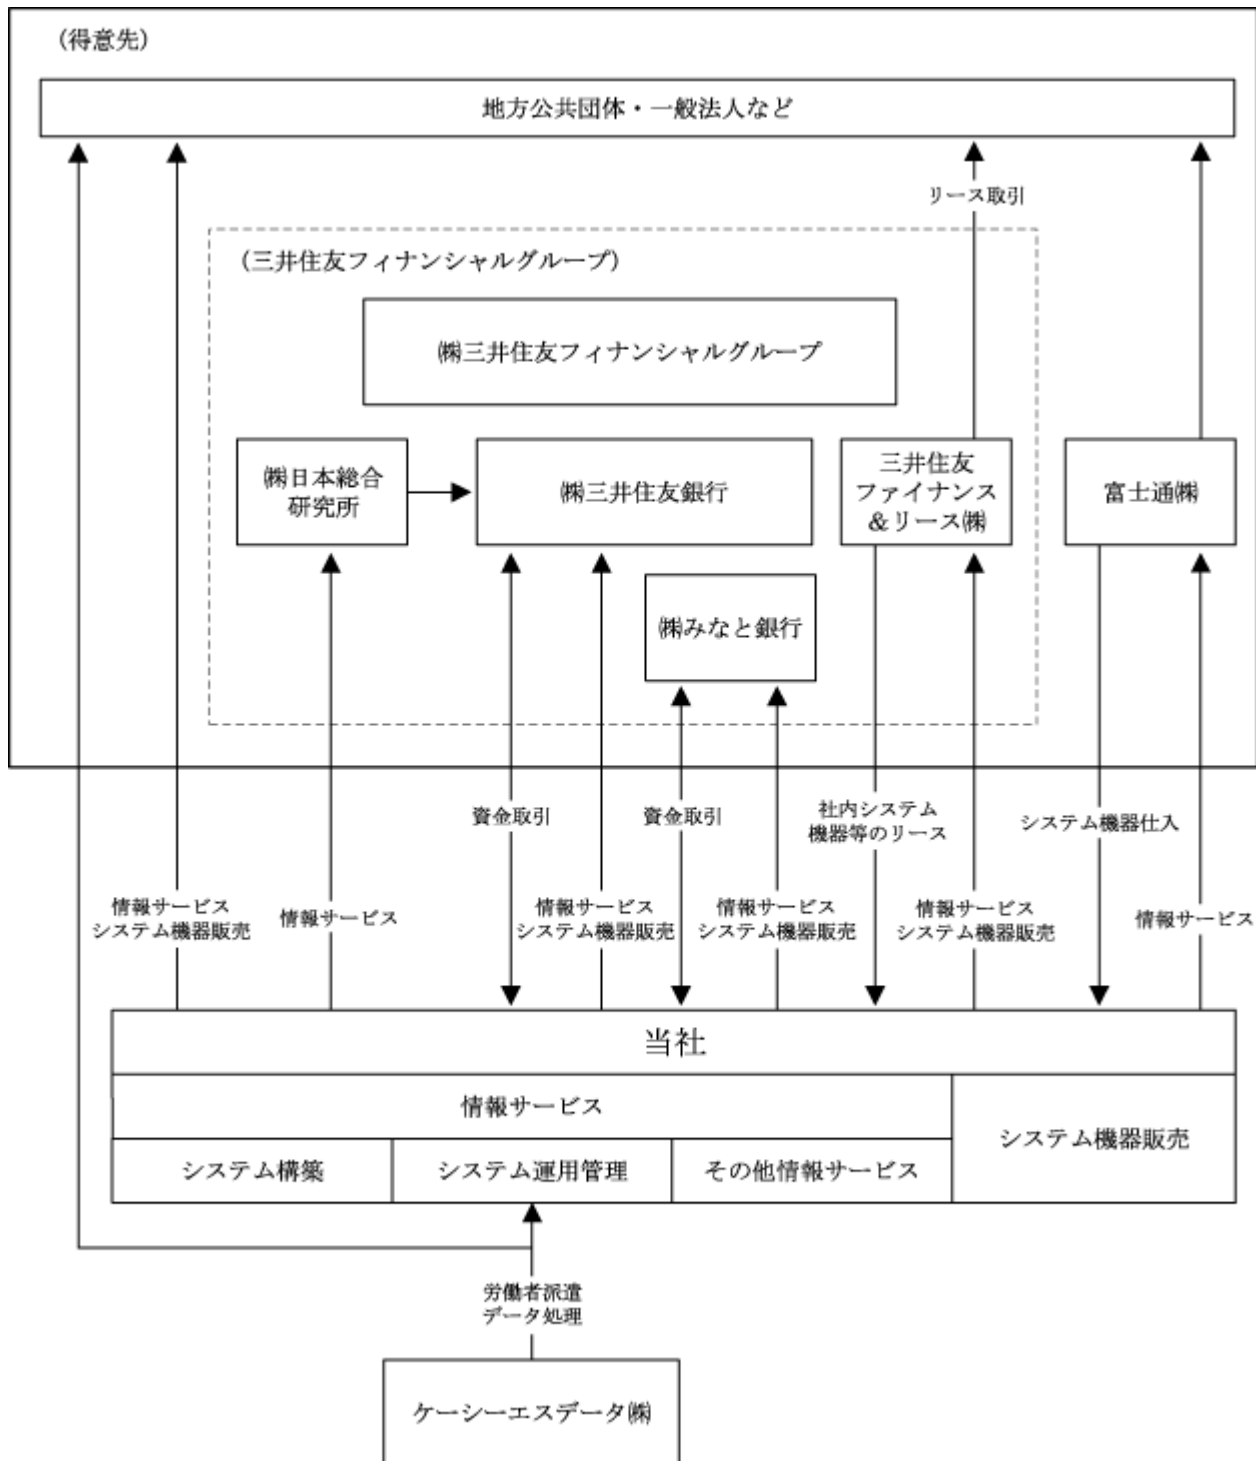 (得意先)
地方公共団体・一般法人など
リース取引
(三井住友フィナンシャルグループ)
㈱三井住友フィナンシャルグループ
㈱日本総合
研究所
㈱三井住友銀行
三井住友
ファイナンス
&リース㈱
富士通㈱
㈱みなと銀行
資金取引
資金取引
社内システム
機器等のリース
システム機器仕入
情報サービス
システム機器販売
情報サービス
情報サービス
システム機器販売
情報サービス
システム機器販売
情報サービス
システム機器販売
情報サービス
当社
情報サービス
システム機器販売
システム構築
システム運用管理
その他情報サービス
労働者派遣
データ処理
ケーシーエスデータ㈱